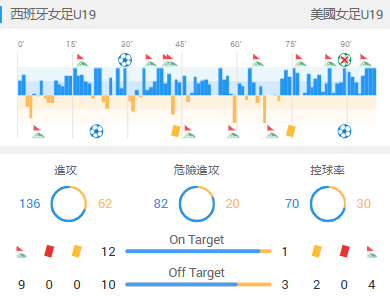 西班牙女足U19 美國女足U19
0' 15' 30' 45' 60' 75' 90'
進攻 危險進攻 控球率
136 62 82 20 70 30
On Target
12 1
Off Target
9 0 0 10 3 0 0 4